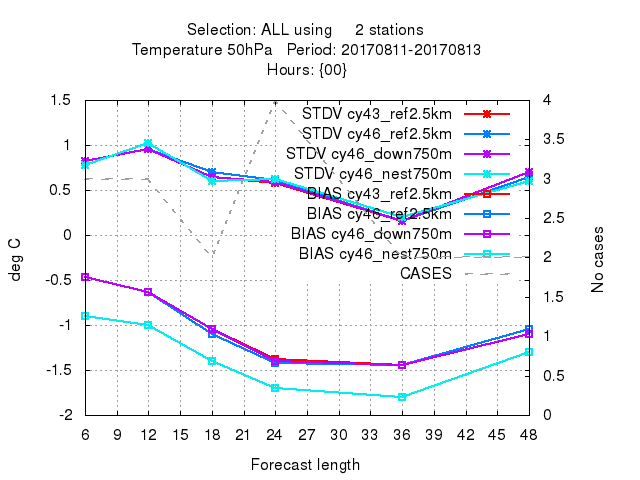 Selection: ALL using 2 stations
Temperature 50hPa Period: 20170811-20170813
Hours: {00}
1.5
1
0.5
0
-0.5
-1
-1.5
-2
deg C
4
3.5
3
2.5
2
1.5
1
0.5
0
No cases
STDV cy43_ref2.5km
STDV cy46_ref2.5km
STDV cy46_down750m
STDV cy46_nest750m
BIAS cy43_ref2.5km
BIAS cy46_ref2.5km
BIAS cy46_down750m
BIAS cy46_nest750m
CASES
6 9 12 15 18 21 24 27 30 33 36 39 42 45 48
Forecast length